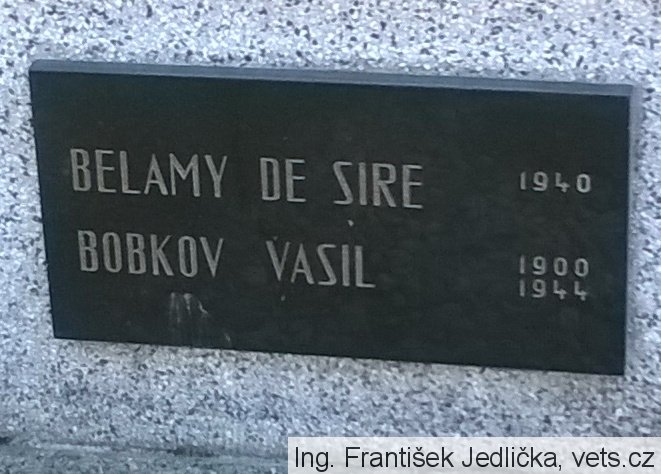 BELAMY DE SIRE 1940
BOBKOV VASIL 1900
1944
Ing. František Jedlička, vets.cz